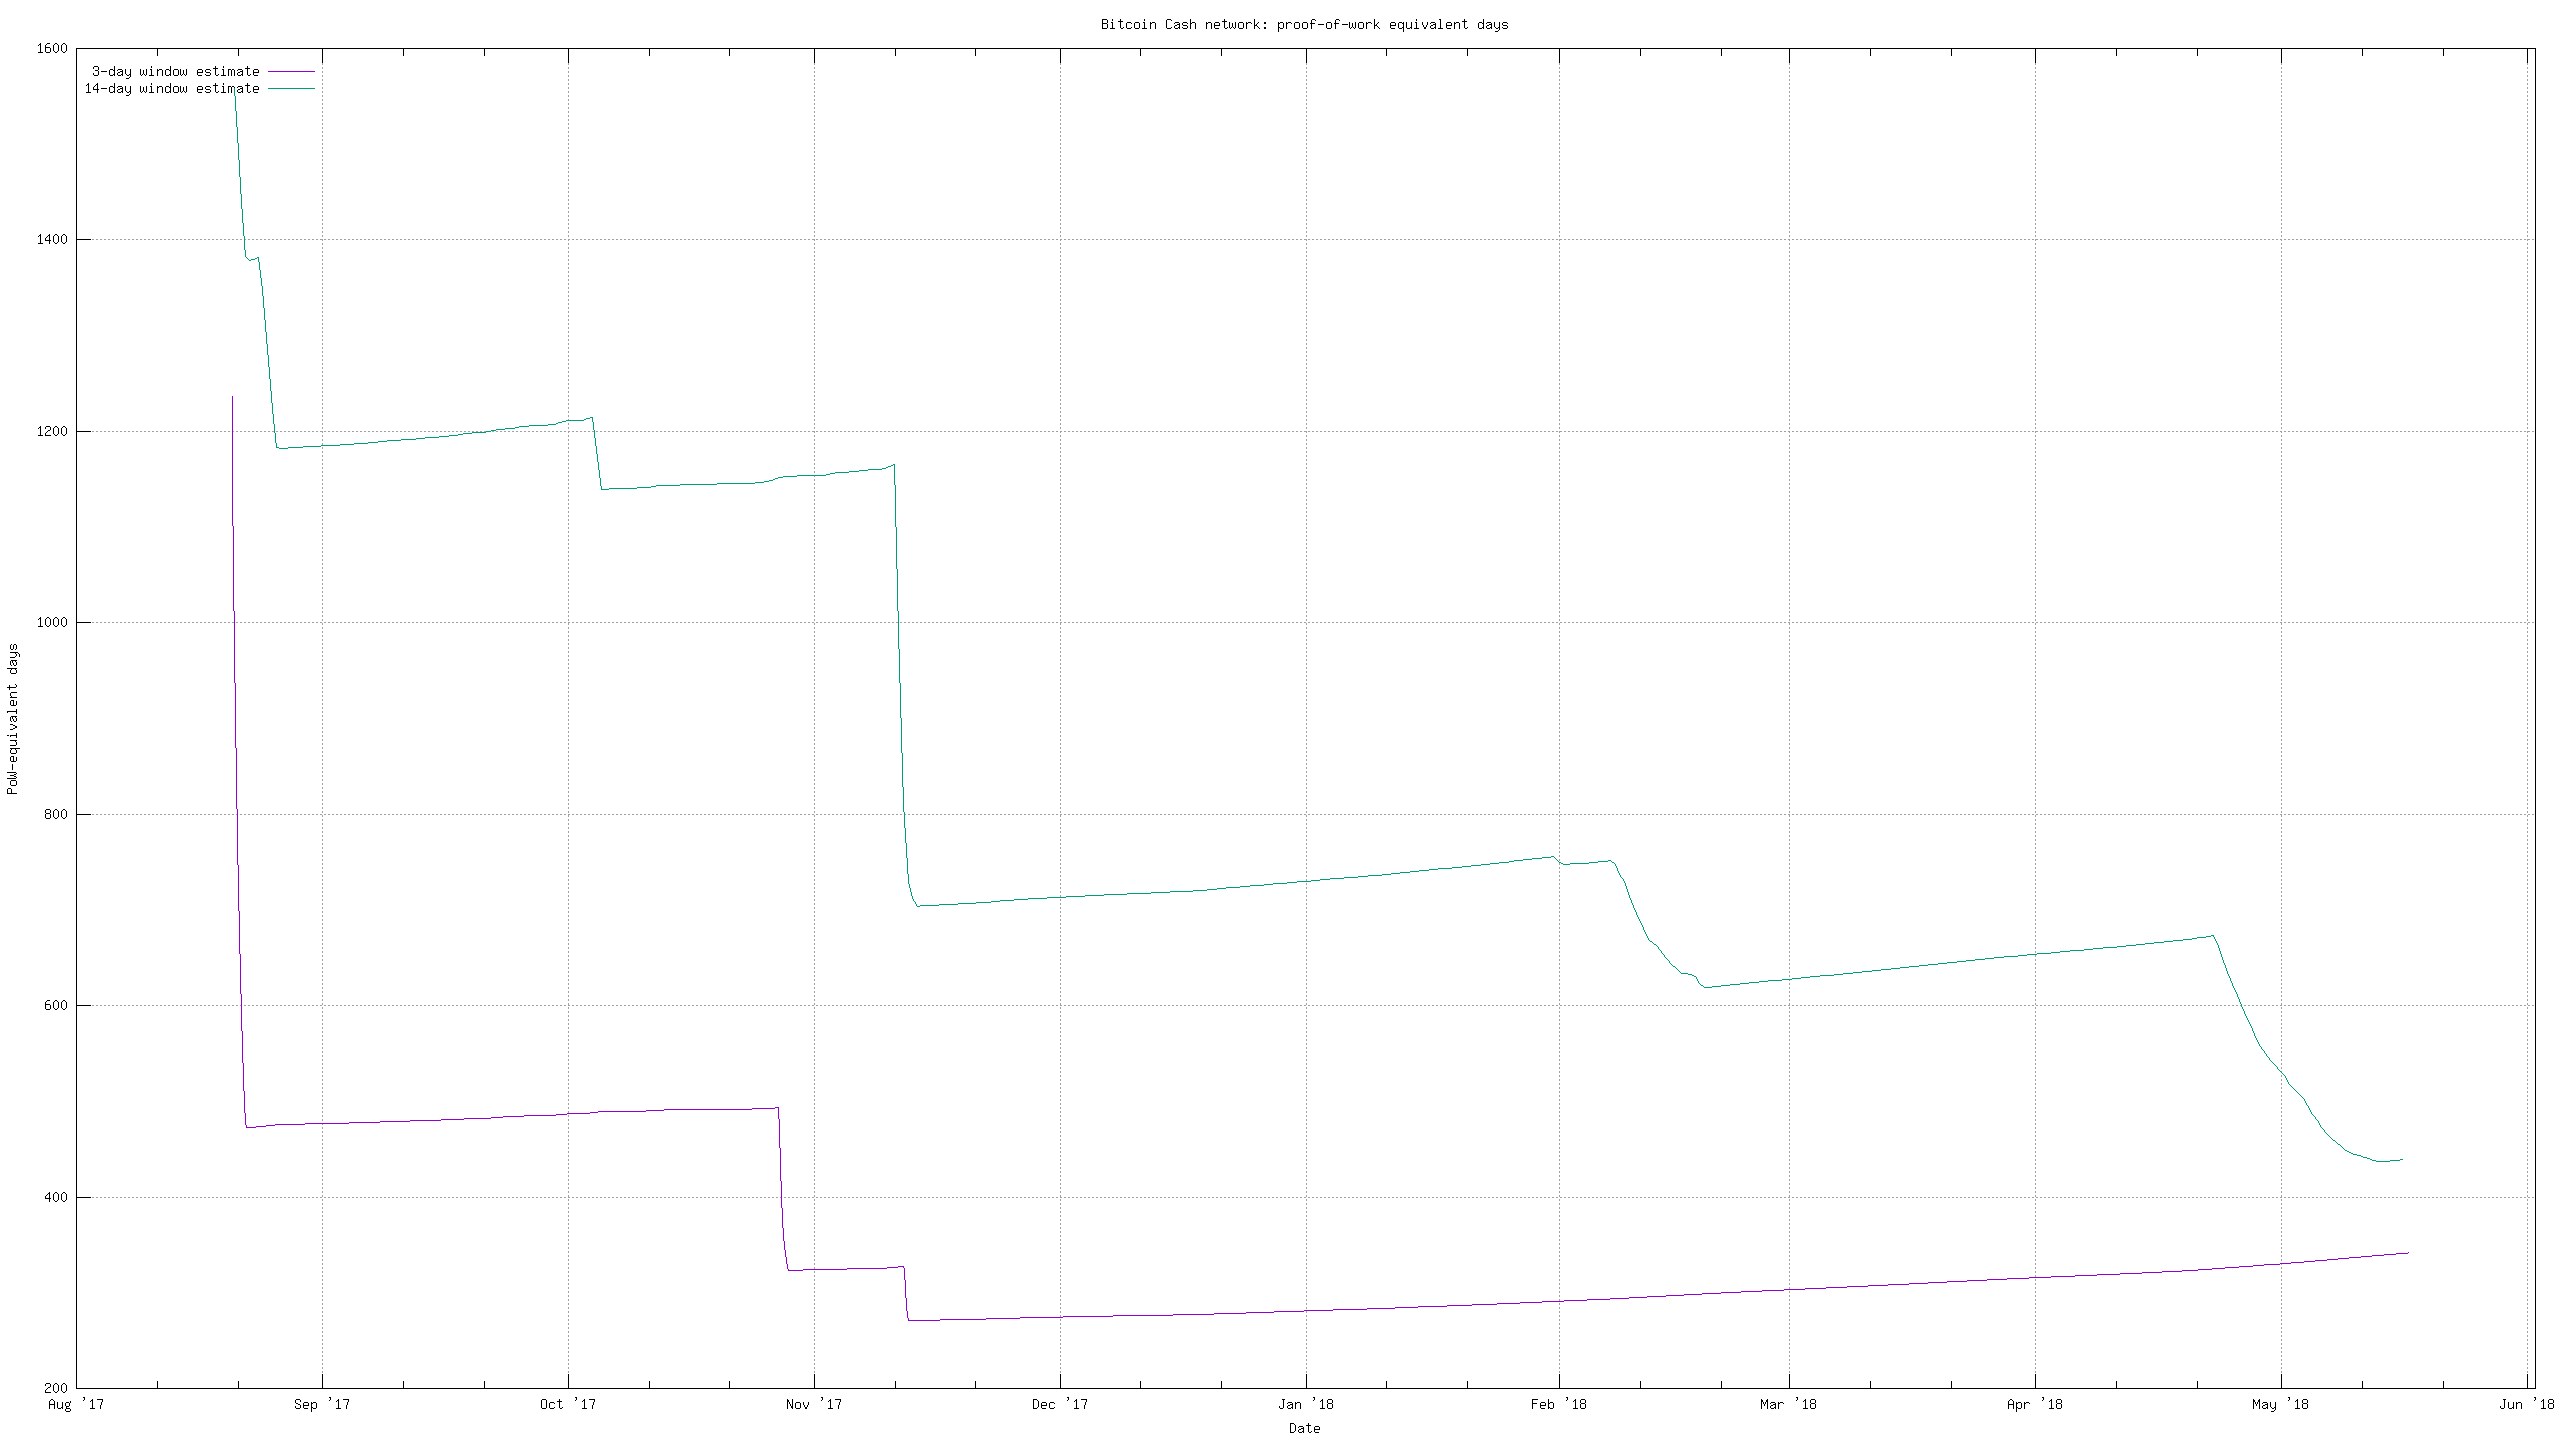 Bitcoin Cash network: proof-of-work equivalent days
3-day window estimate
14-day window estimate
1600
1400
1200
1000
800
600
400
200
PoW-equivalent days
Aug '17 Sep '17 Oct '17 Nov '17 Dec '17 Jan '18 Feb '18 Mar '18 Apr '18 May '18 Jun '18
Date